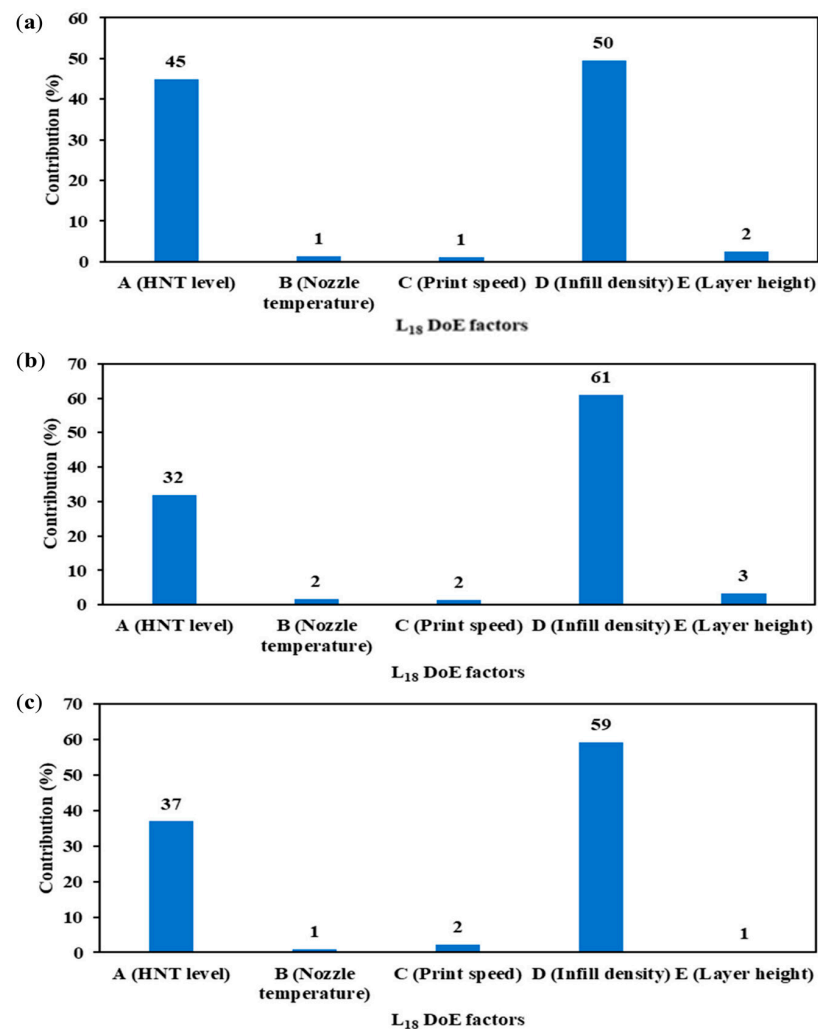 (a)
60
50
40
30
20
10
0
Contribution (%)
45
1
1
50
2
A (HNT level)
B (Nozzle
temperature)
C (Print speed)
D (Infill density)
E (Layer height)
L18 DoE factors
(b)
70
60
50
40
30
20
10
0
Contribution (%)
32
2
2
61
3
A (HNT level)
B (Nozzle
temperature)
C (Print speed)
D (Infill density)
E (Layer height)
L18 DoE factors
(c)
70
60
50
40
30
20
10
0
Contribution (%)
37
1
2
59
1
A (HNT level)
B (Nozzle
temperature)
C (Print speed)
D (Infill density)
E (Layer height)
L18 DoE factors